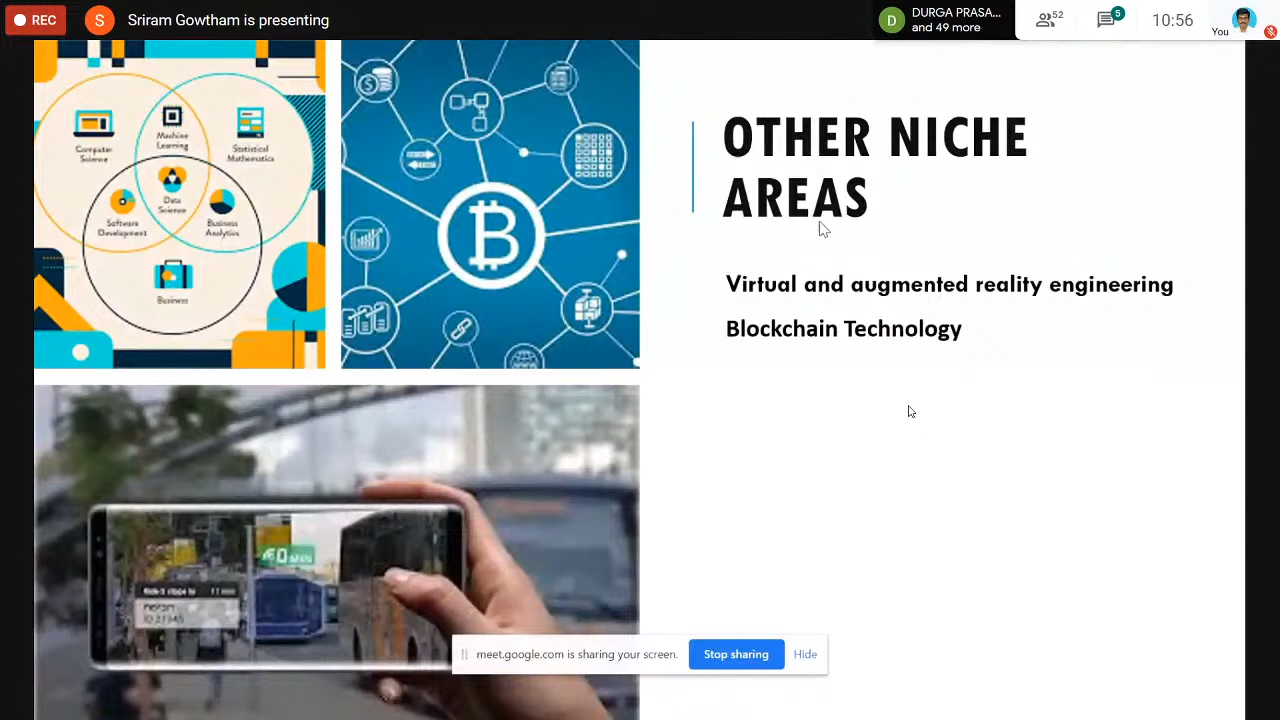 REC
S
Sriram Gowtham is presenting
D
DURGA PRASA...
and 49 more
52
5
10:56
You
Computer
Science
Machine
Learning
Statistical
Mathematics
Data
Science
Software
Development
Business
Analytics
Business
OTHER NICHE
AREAS
Virtual and augmented reality engineering
Blockchain Technology
meet.google.com is sharing your screen.
Stop sharing
Hide